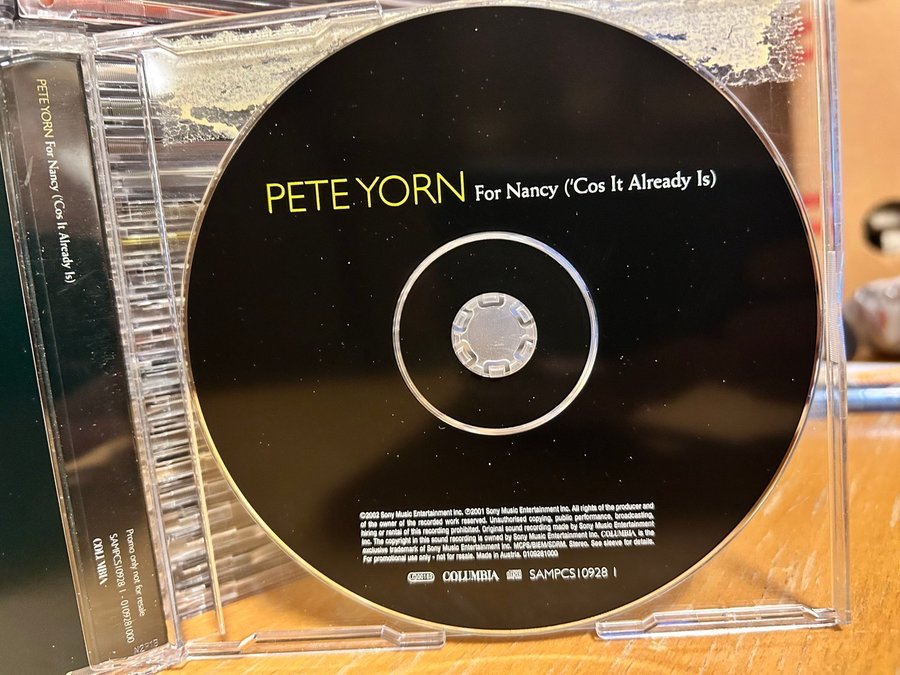 PETE YORN For Nancy ('Cos It Already Is)
Promo only not for resale
SAMPCS10928 1 - 0109281000
COLUMBIA
N2918
PETE YORN For Nancy ('Cos It Already Is)
©2002 Sony Music Entertainment Inc. ℗2001 Sony Music Entertainment Inc. All rights of the producer and
of the owner of the recorded work reserved. Unauthorised copying, public performance, broadcasting,
hiring or rental of this recording prohibited. Original sound recording made by Sony Music Entertainment
Inc. The copyright in this sound recording is owned by Sony Music Entertainment Inc. COLUMBIA, is the
exclusive trademark of Sony Music Entertainment Inc. Stereo. See sleeve for details.
For promotional use only • not for resale. Made in Austria. 0109281000
COLUMBIA SAMPCS10928 1